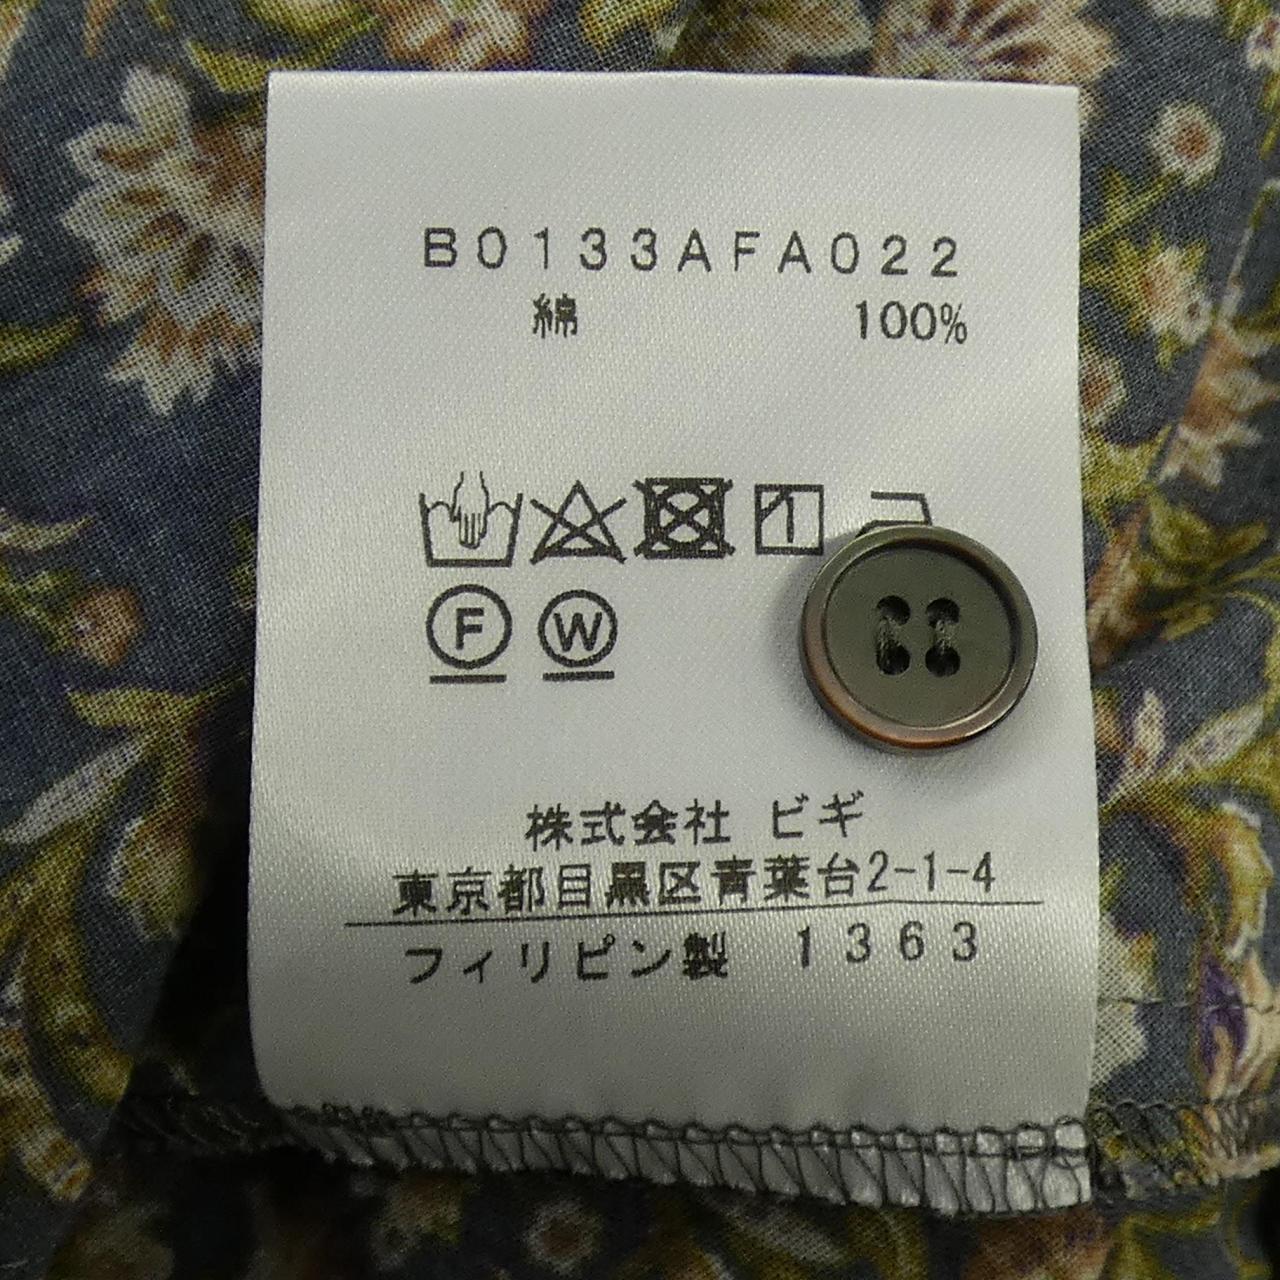 B0133AFA022
綿 100%
F W
株式会社 ビギ
東京都目黒区青葉台2-1-4
フィリピン製 1363